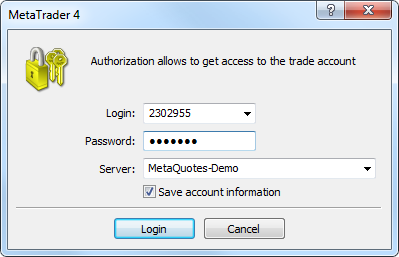 MetaTrader 4
Authorization allows to get access to the trade account
Login: 2302955
Password: •••••••
Server: MetaQuotes-Demo
Save account information
Login Cancel